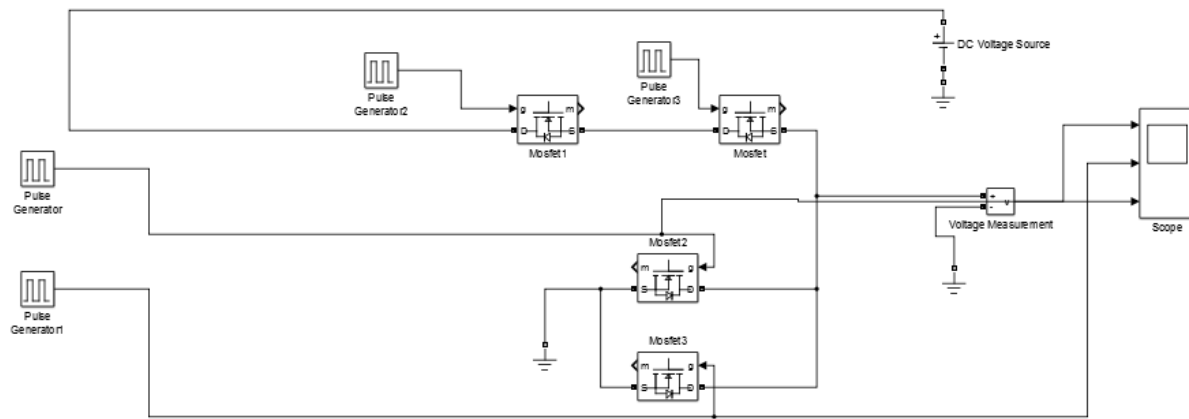 DC Voltage Source
Pulse
Generator2
Pulse
Generator3
g
m
D
S
Mosfet1
g
m
D
S
Mosfet
Pulse
Generator
+
-
v
Voltage Measurement
Scope
Mosfet2
m
g
S
D
Pulse
Generator1
Mosfet3
m
g
S
D